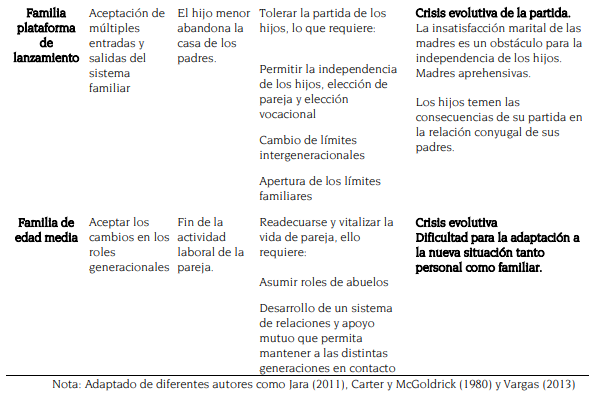 Familia
plataforma
de
lanzamiento
Aceptación de
múltiples
entradas y
salidas del
sistema
familiar
El hijo menor
abandona la
casa de los
padres.
Tolerar la partida de los
hijos, lo que requiere:
Permitir la independencia
de los hijos, elección de
pareja y elección
vocacional
Cambio de límites
intergeneracionales
Apertura de los límites
familiares
Crisis evolutiva de la partida.
La insatisfacción marital de las
madres es un obstáculo para la
independencia de los hijos.
Madres aprehensivas.
Los hijos temen las
consecuencias de su partida en
la relación conyugal de sus
padres.
Familia de
edad media
Aceptar los
cambios en los
roles
generacionales
Fin de la
actividad
laboral de la
pareja.
Readecuarse y vitalizar la
vida de pareja, ello
requiere:
Asumir roles de abuelos
Desarrollo de un sistema
de relaciones y apoyo
mutuo que permita
mantener a las distintas
generaciones en contacto
Crisis evolutiva
Dificultad para la adaptación a
la nueva situación tanto
personal como familiar.
Nota: Adaptado de diferentes autores como Jara (2011), Carter y McGoldrick (1980) y Vargas (2013)